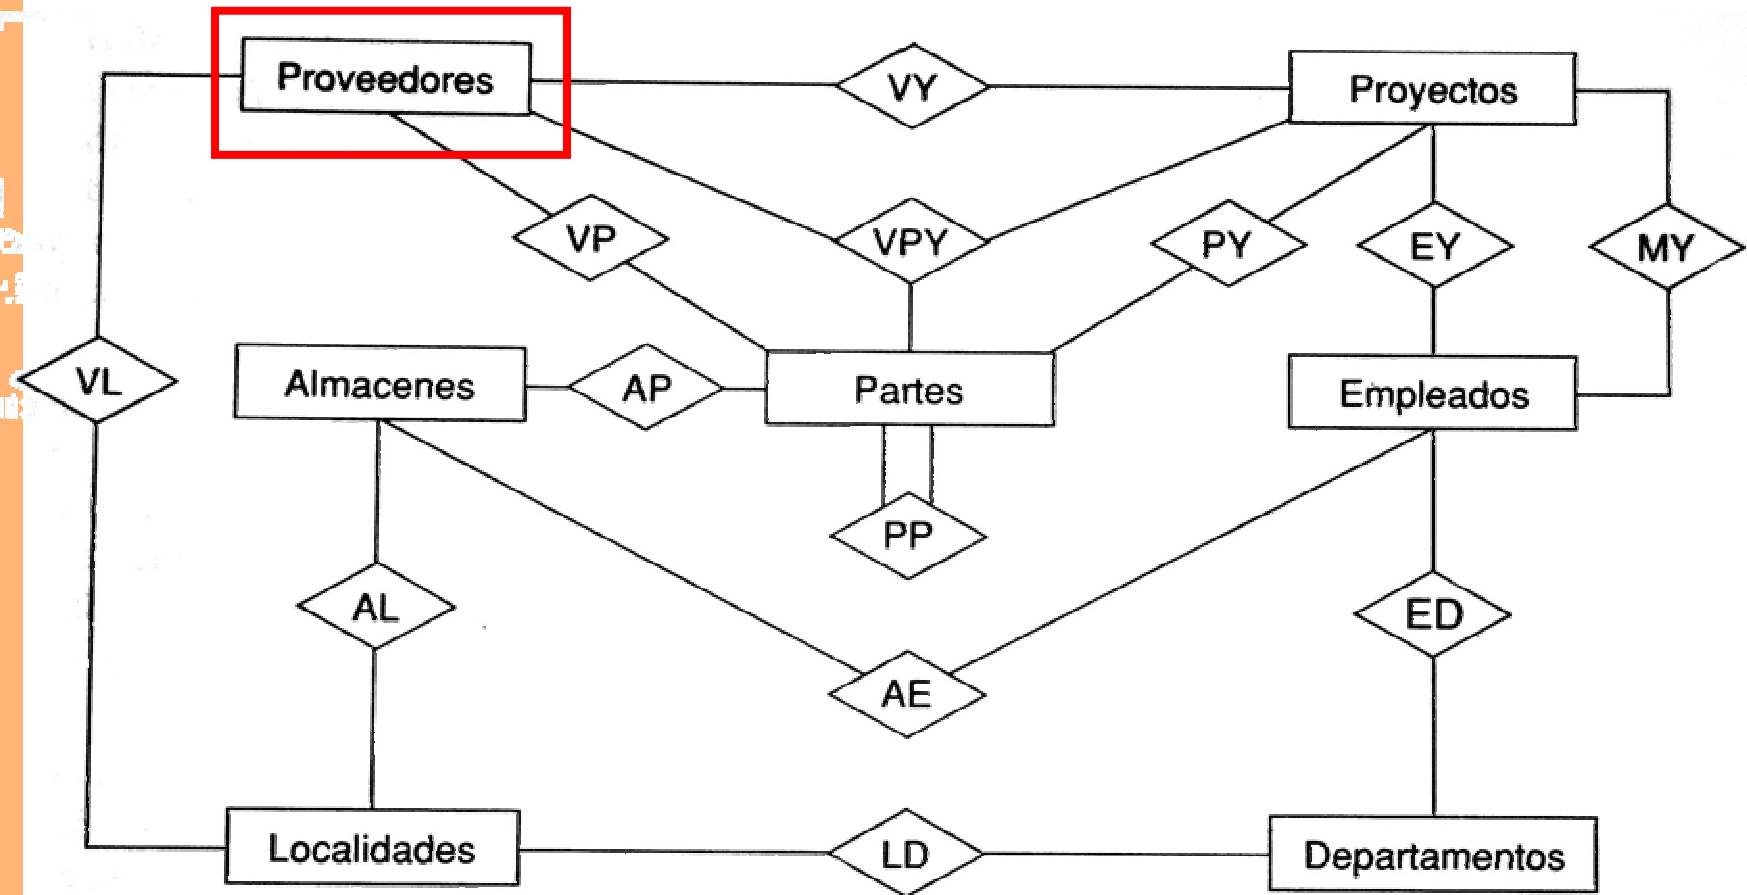 Proveedores
VY
Proyectos
VP
VPY
PY
EY
MY
VL
Almacenes
AP
Partes
Empleados
PP
AL
ED
AE
Localidades
LD
Departamentos